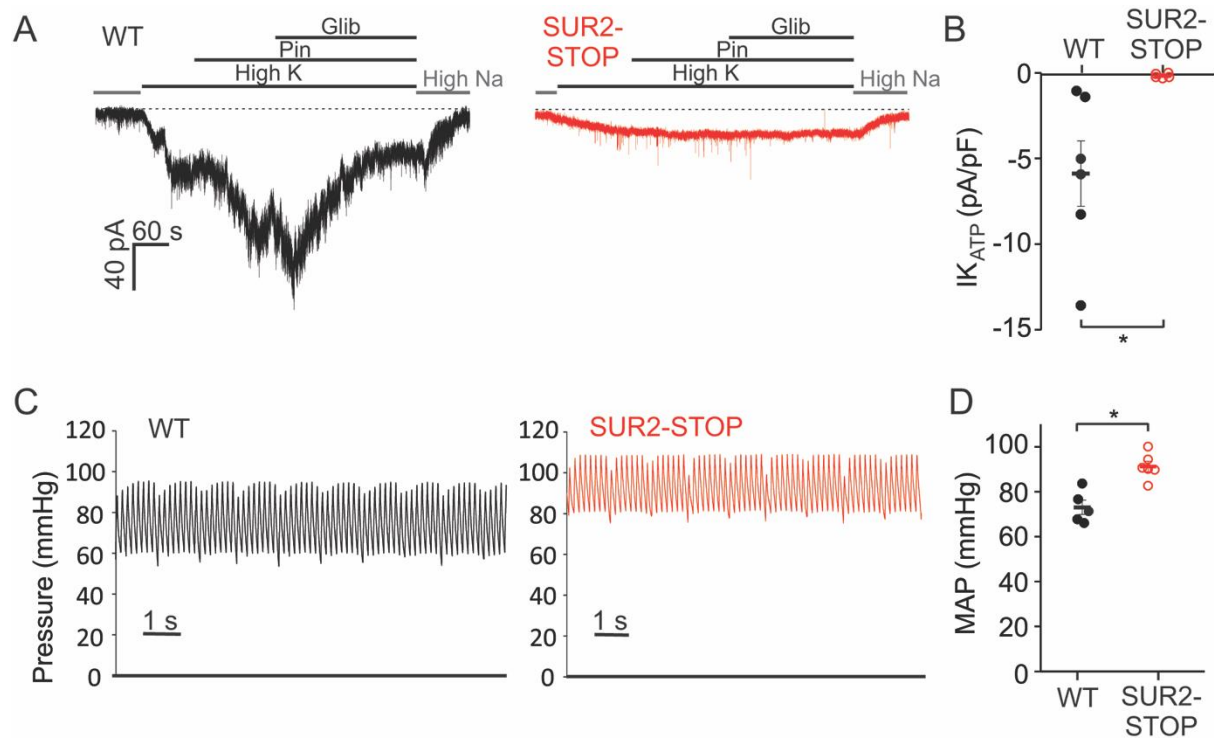 A
WT
Glib
Pin
High K
High Na
40 pA
60 s
SUR2-
STOP
Glib
Pin
High K
High Na
B
WT
SUR2-
STOP
IKATP (pA/pF)
0
-5
-10
-15
*
C
WT
Pressure (mmHg)
120
100
80
60
40
20
0
1 s
SUR2-STOP
120
100
80
60
40
20
0
1 s
D
*
MAP (mmHg)
100
80
60
40
20
0
WT
SUR2-
STOP